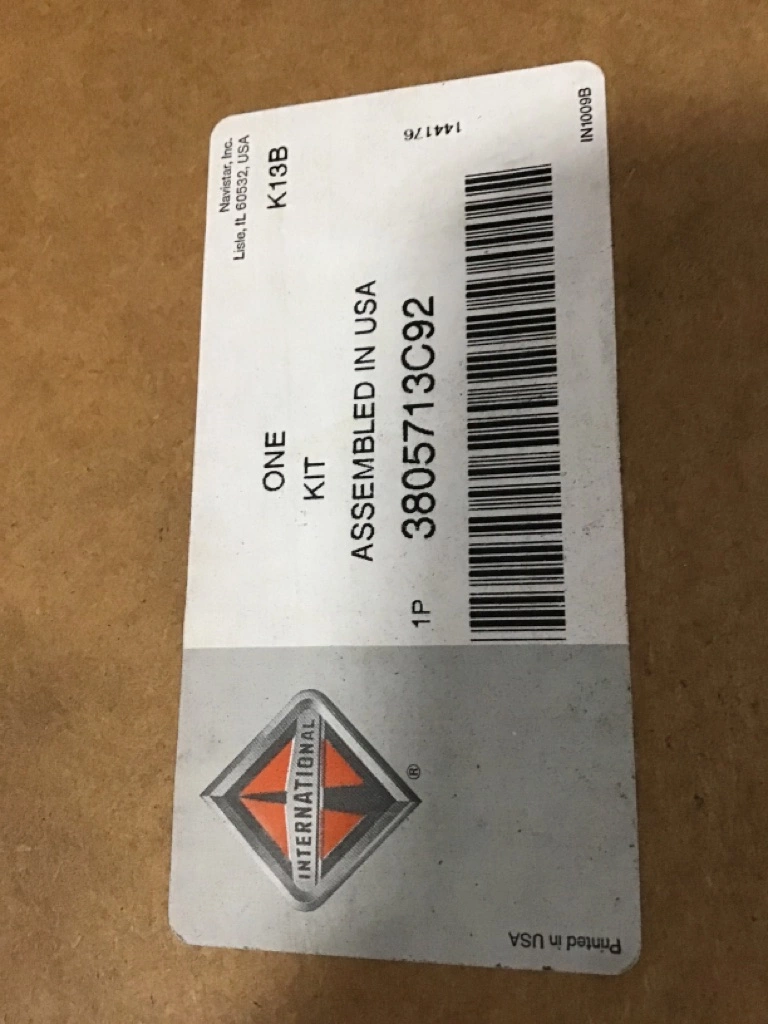 Navistar, Inc.
Lisle, IL 60532, USA
K13B
ONE
KIT
ASSEMBLED IN USA
1P 3805713C92
144176
IN1009B
INTERNATIONAL
®
Printed in USA